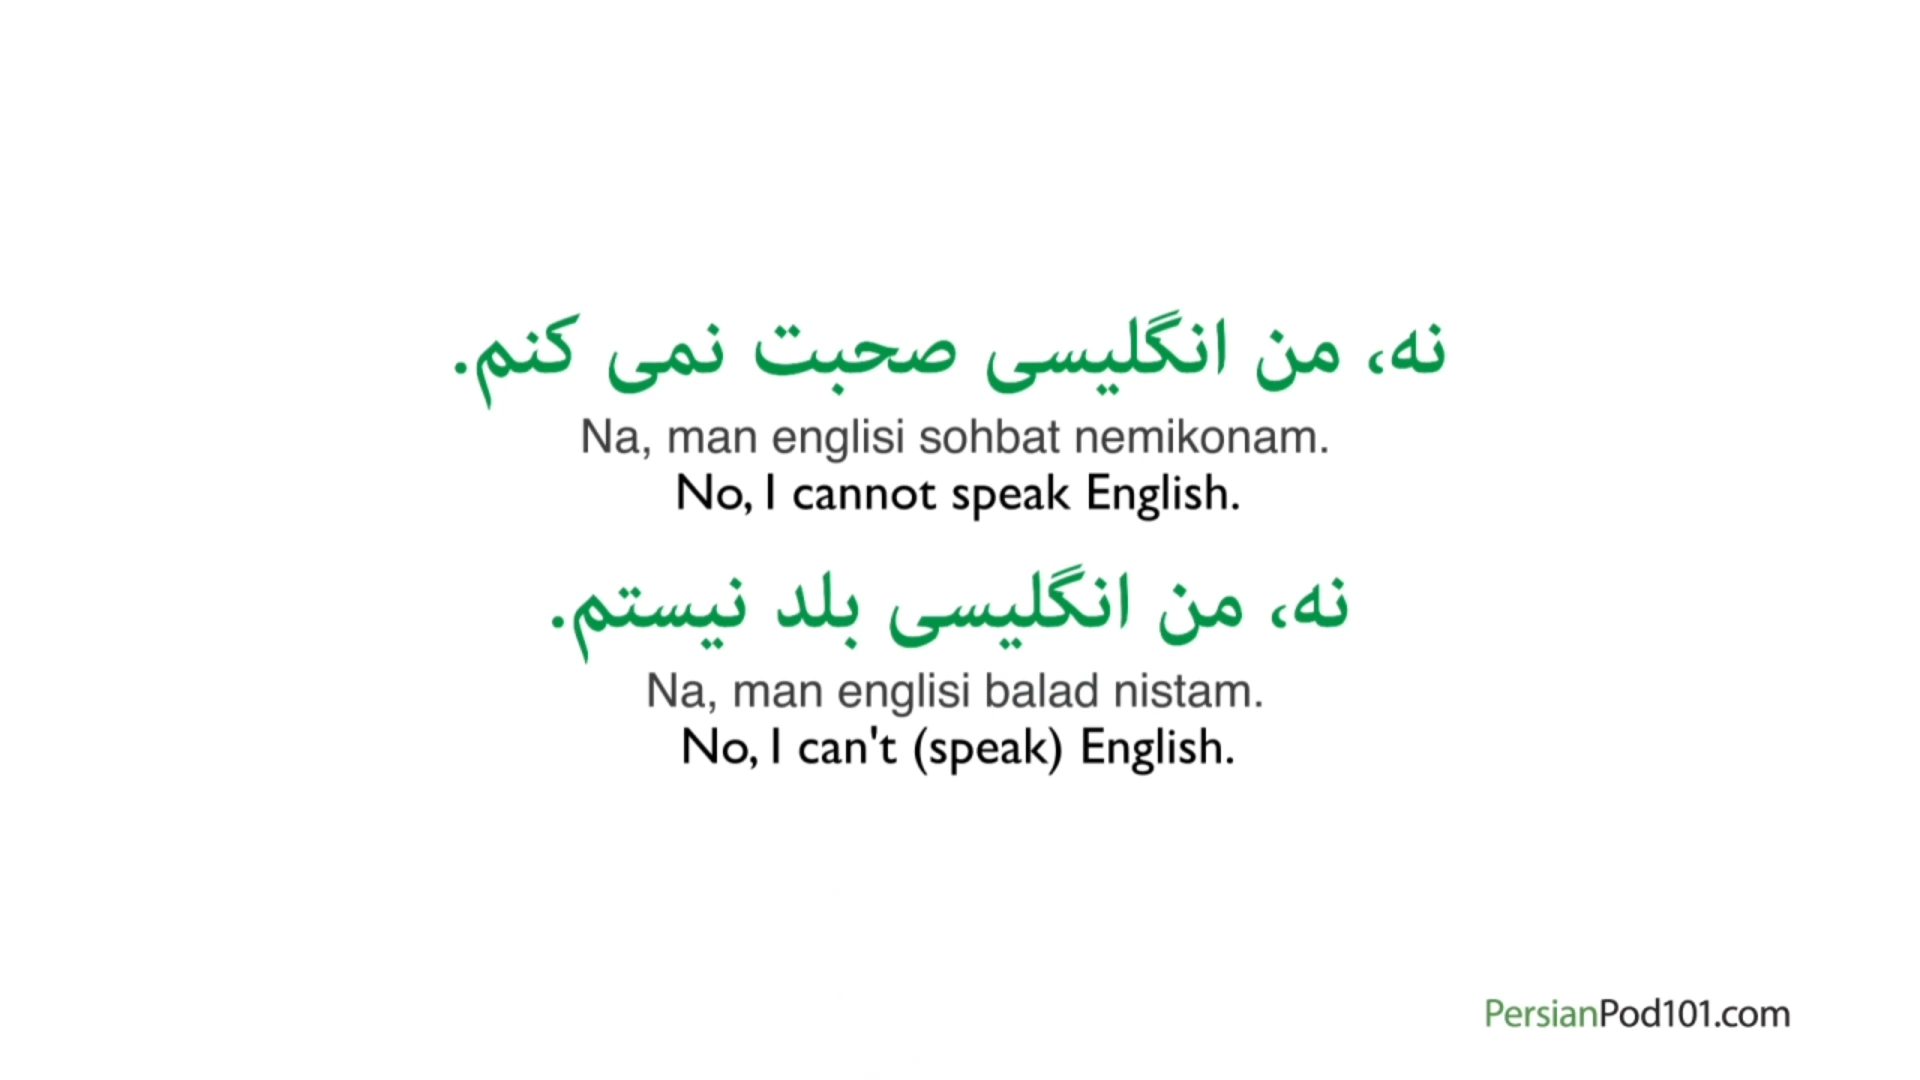 نه، من انگلیسی صحبت نمی کنم.
Na, man englisi sohbat nemikonam.
No, I cannot speak English.
نه، من انگلیسی بلد نیستم.
Na, man englisi balad nistam.
No, I can't (speak) English.
PersianPod101.com